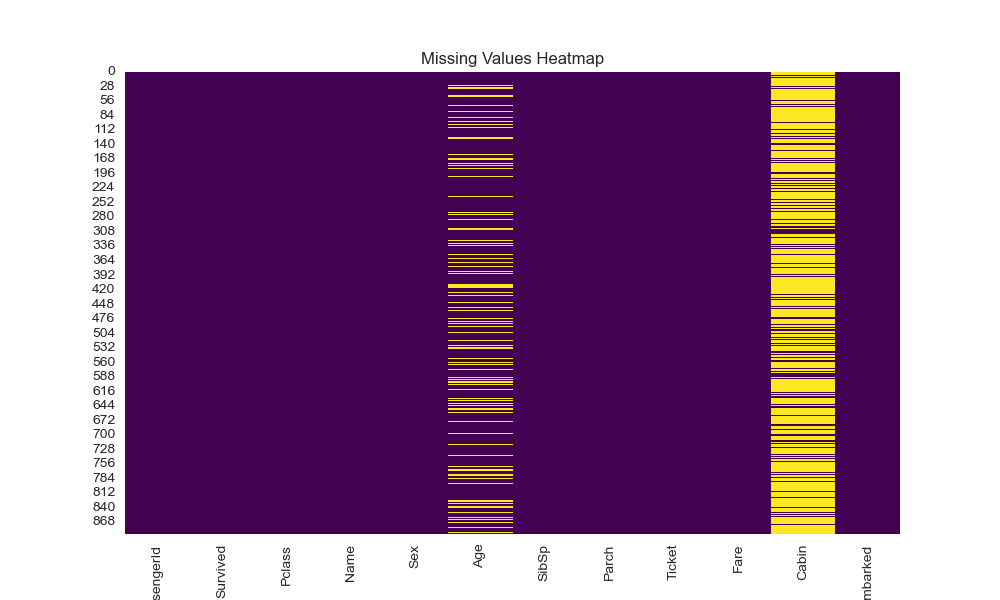 Missing Values Heatmap
0
28
56
84
112
140
168
196
224
252
280
308
336
364
392
420
448
476
504
532
560
588
616
644
672
700
728
756
784
812
840
868
sengerId
Survived
Pclass
Name
Sex
Age
SibSp
Parch
Ticket
Fare
Cabin
mbarked